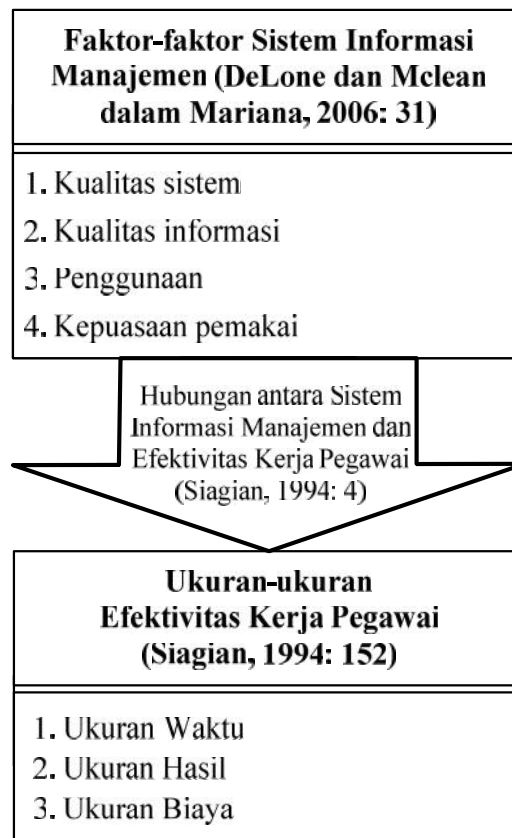 Faktor-faktor Sistem Informasi
Manajemen (DeLone dan Mclean
dalam Mariana, 2006: 31)
1. Kualitas sistem
2. Kualitas informasi
3. Penggunaan
4. Kepuasaan pemakai
Hubungan antara Sistem
Informasi Manajemen dan
Efektivitas Kerja Pegawai
(Siagian, 1994: 4)
Ukuran-ukuran
Efektivitas Kerja Pegawai
(Siagian, 1994: 152)
1. Ukuran Waktu
2. Ukuran Hasil
3. Ukuran Biaya